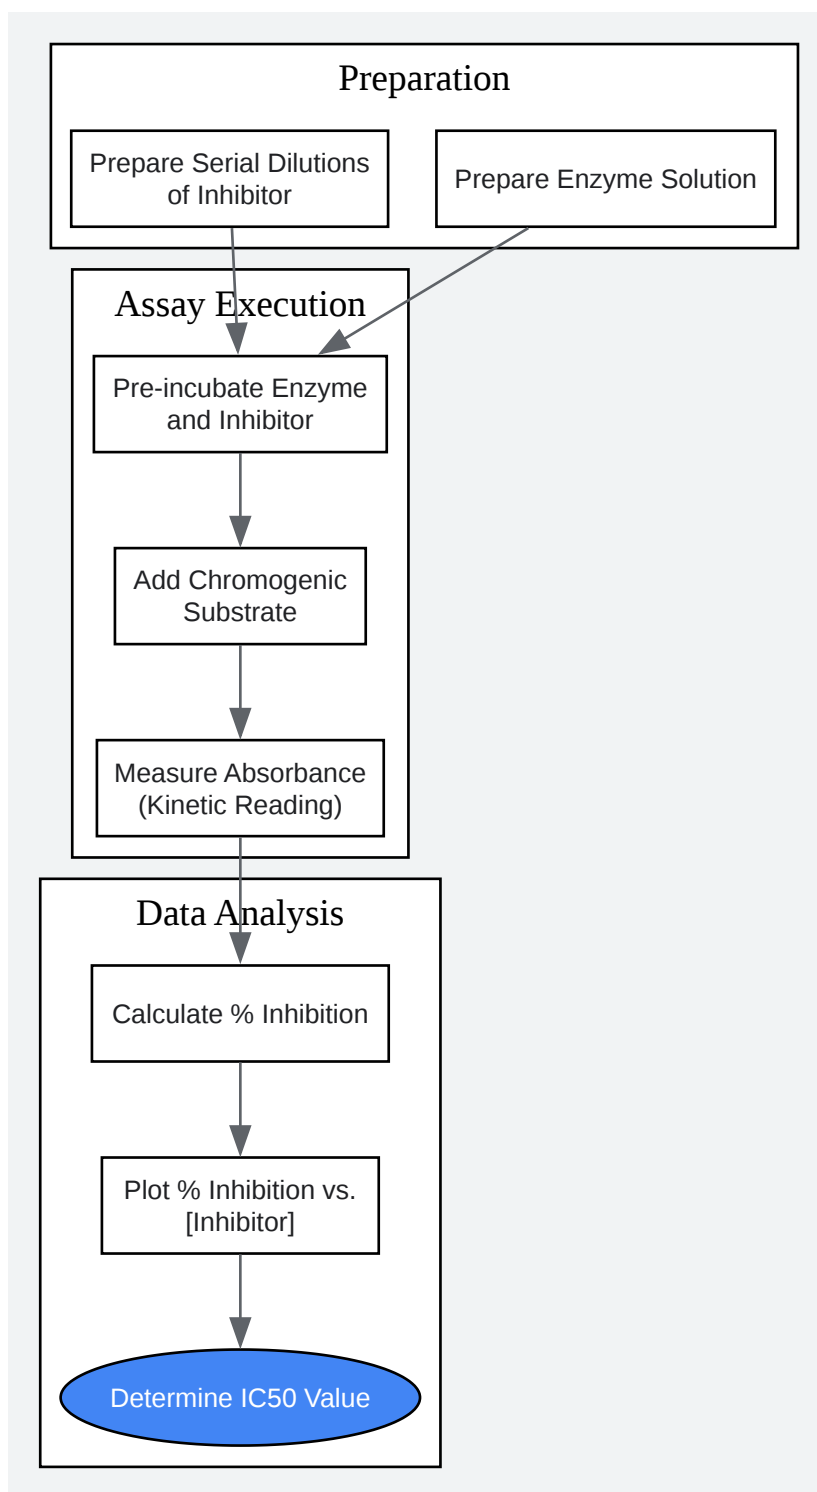 Preparation
Prepare Serial Dilutions
of Inhibitor
Prepare Enzyme Solution
Assay Execution
Pre-incubate Enzyme
and Inhibitor
Add Chromogenic
Substrate
Measure Absorbance
(Kinetic Reading)
Data Analysis
Calculate % Inhibition
Plot % Inhibition vs.
[Inhibitor]
Determine IC50 Value